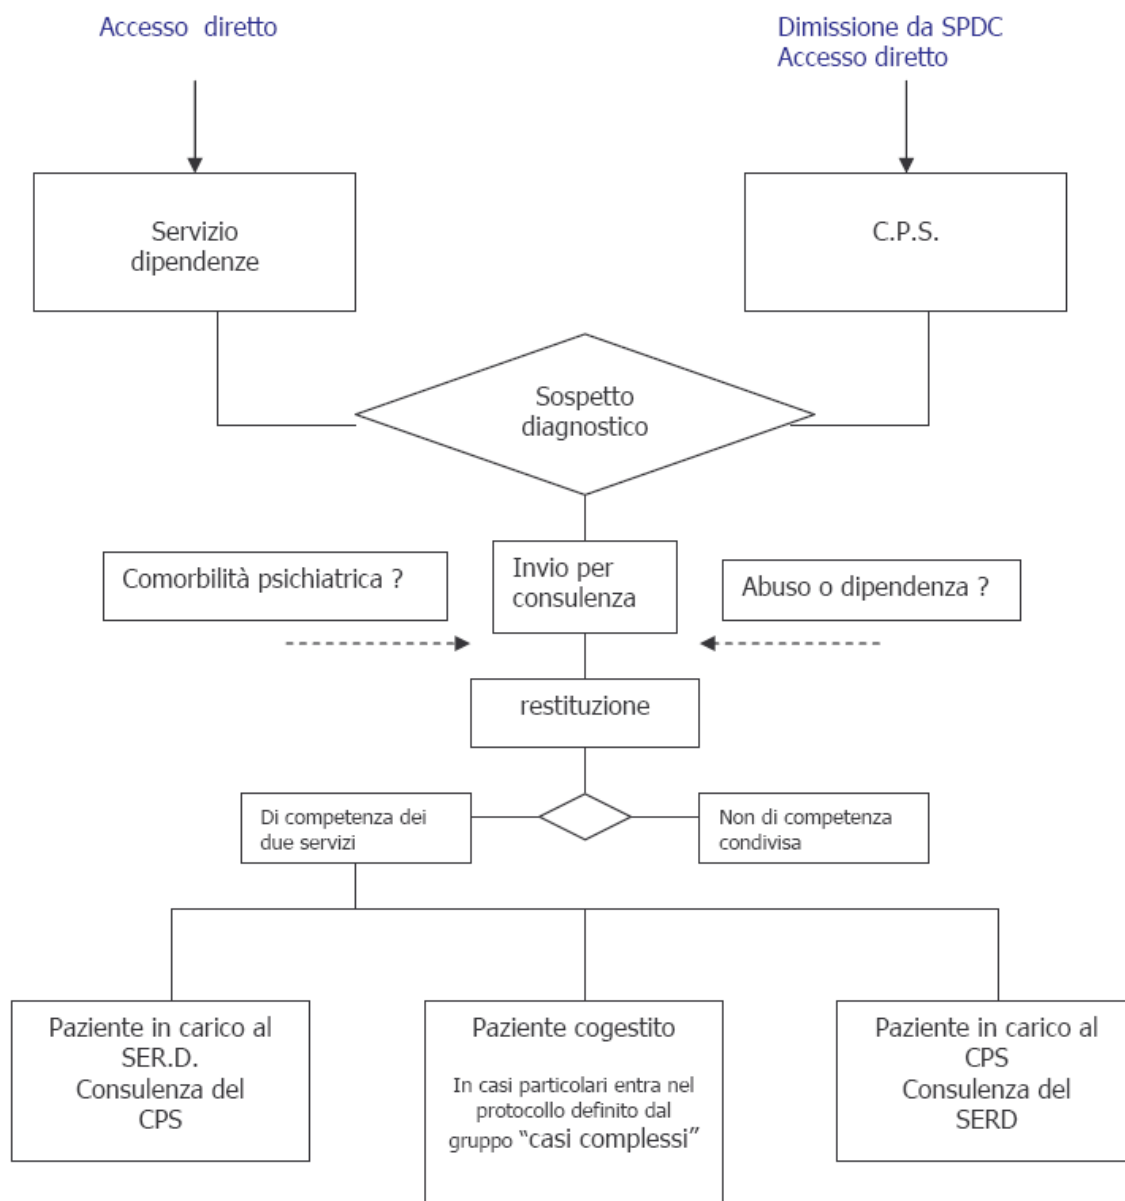 Accesso diretto
Dimissione da SPDC
Accesso diretto
Servizio
dipendenze
C.P.S.
Sospetto
diagnostico
Comorbilità psichiatrica ?
Invio per
consulenza
Abuso o dipendenza ?
restituzione
Di competenza dei
due servizi
Non di competenza
condivisa
Paziente in carico al
SER.D.
Consulenza del
CPS
Paziente cogestito
In casi particolari entra nel
protocollo definito dal
gruppo “casi complessi”
Paziente in carico al
CPS
Consulenza del
SERD